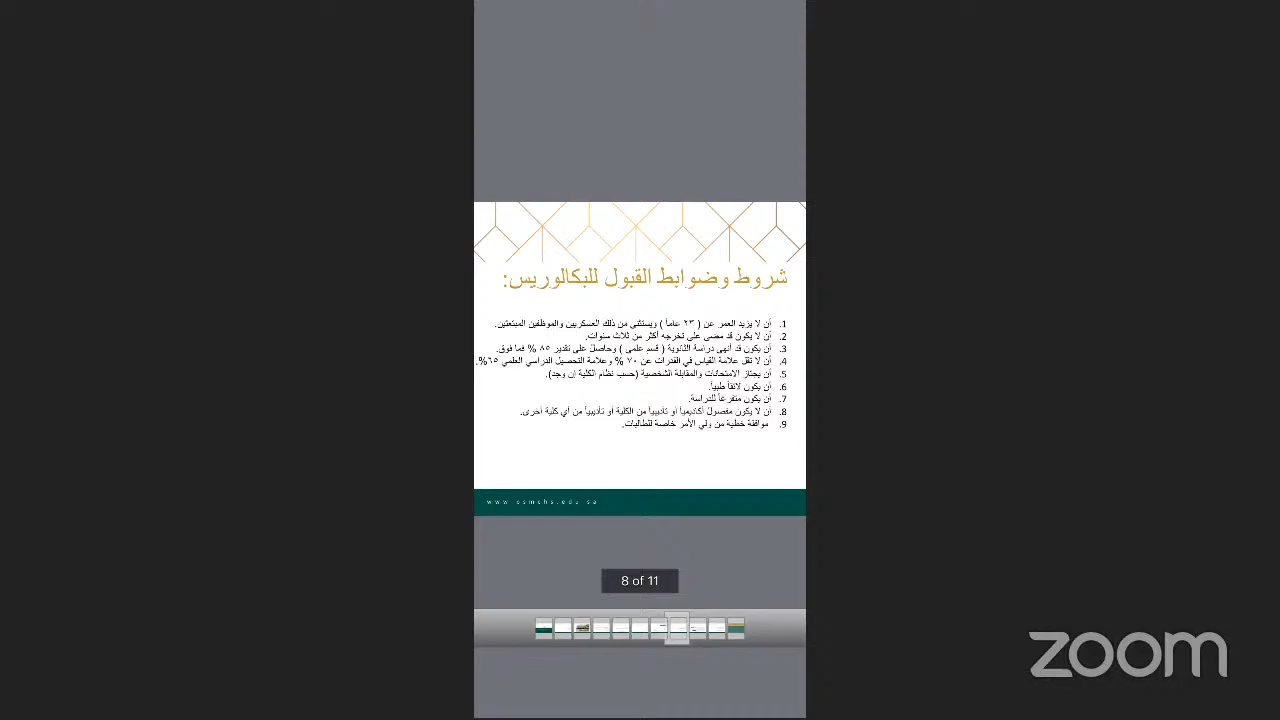 شروط وضوابط القبول للبكالوريس:
1. أن لا يزيد العمر عن ( ٢٣ عاماً ) ويستثنى من ذلك العسكريين والموظفين المبتعثين.
2. أن لا يكون قد مضى على تخرجه أكثر من ثلاث سنوات.
3. أن يكون قد أنهى دراسة الثانوية ( قسم علمي ) وحاصل على تقدير ٨٥ % فما فوق.
4. أن لا تقل علامة القياس في القدرات عن ٧٠ % وعلامة التحصيل الدراسي العلمي ٦٥%.
5. أن يجتاز الامتحانات والمقابلة الشخصية (حسب نظام الكلية إن وجد).
6. أن يكون لائقاً طبياً.
7. أن يكون متفرغاً للدراسة.
8. أن لا يكون مفصول أكاديمياً أو تأديبياً من الكلية أو تأديبياً من أي كلية أخرى.
9. موافقة خطية من ولي الأمر خاصة للطالبات.
www osmchs.edu sa
8 of 11
zoom